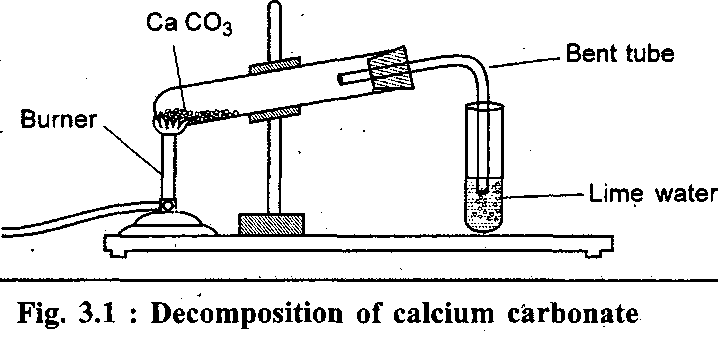 Ca CO3
Bent tube
Burner
Lime water
Fig. 3.1 : Decomposition of calcium carbonate